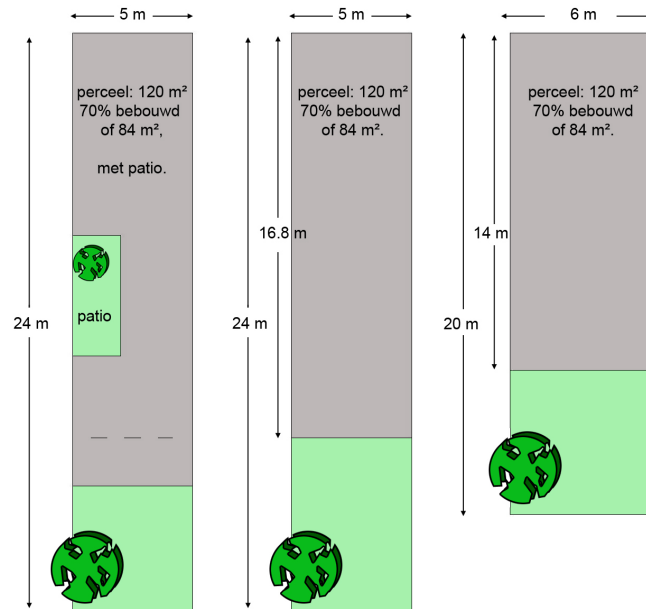 5 m
5 m
6 m
perceel: 120 m²
70% bebouwd
of 84 m²,
met patio.
perceel: 120 m²
70% bebouwd
of 84 m².
perceel: 120 m²
70% bebouwd
of 84 m².
16.8 m
14 m
patio
24 m
24 m
20 m